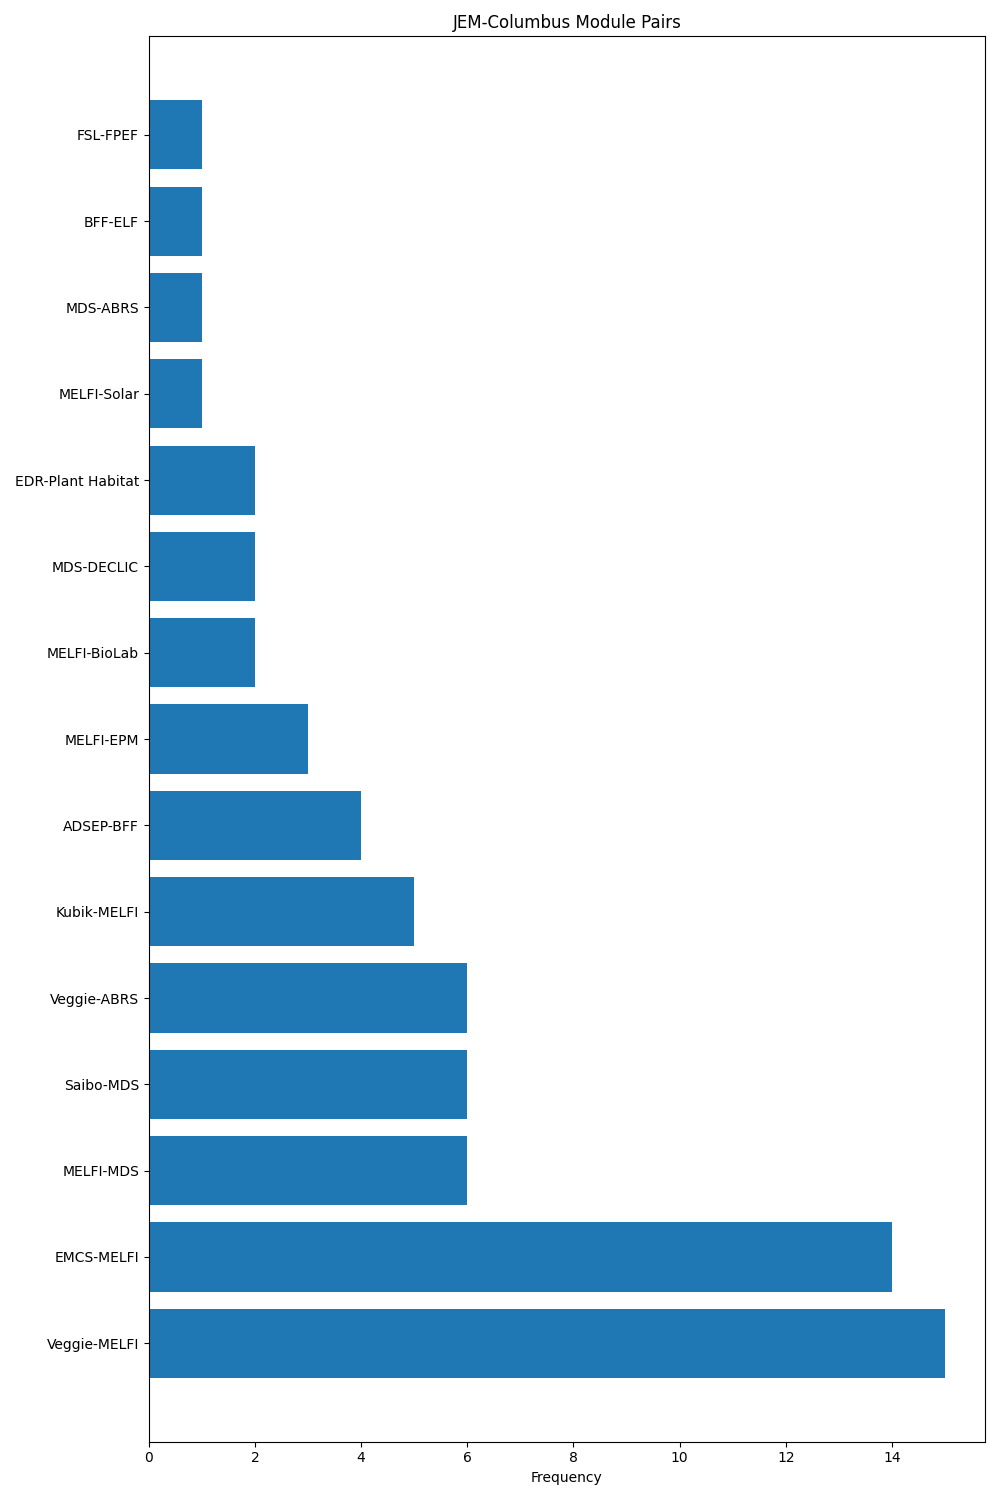 JEM-Columbus Module Pairs
FSL-FPEF
BFF-ELF
MDS-ABRS
MELFI-Solar
EDR-Plant Habitat
MDS-DECLIC
MELFI-BioLab
MELFI-EPM
ADSEP-BFF
Kubik-MELFI
Veggie-ABRS
Saibo-MDS
MELFI-MDS
EMCS-MELFI
Veggie-MELFI
0 2 4 6 8 10 12 14
Frequency